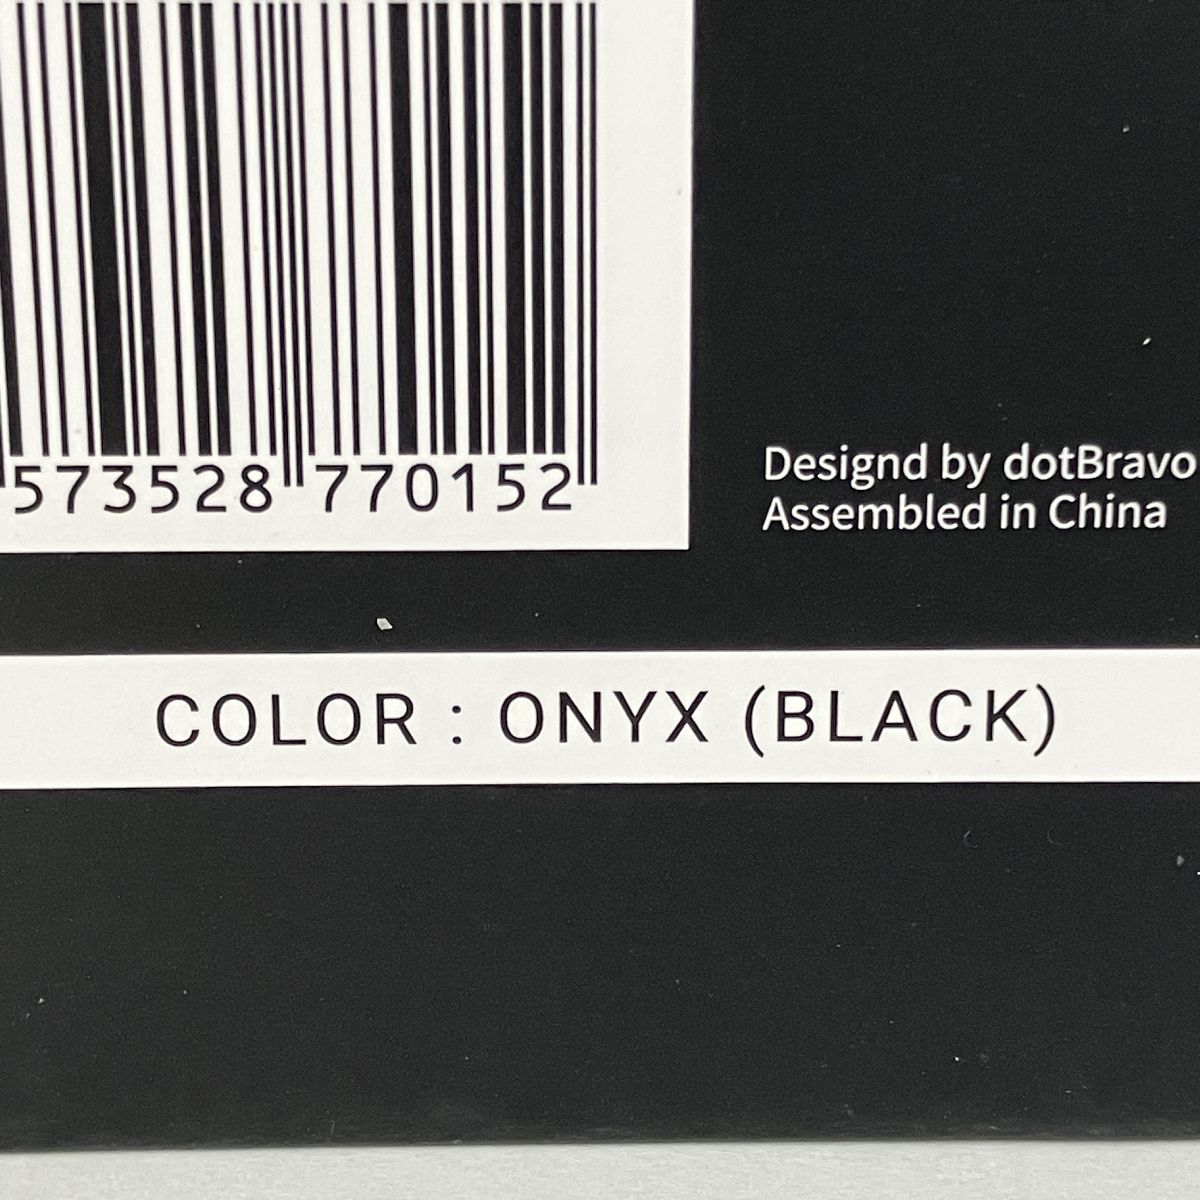 573528 770152
Designd by dotBravo
Assembled in China
COLOR : ONYX (BLACK)